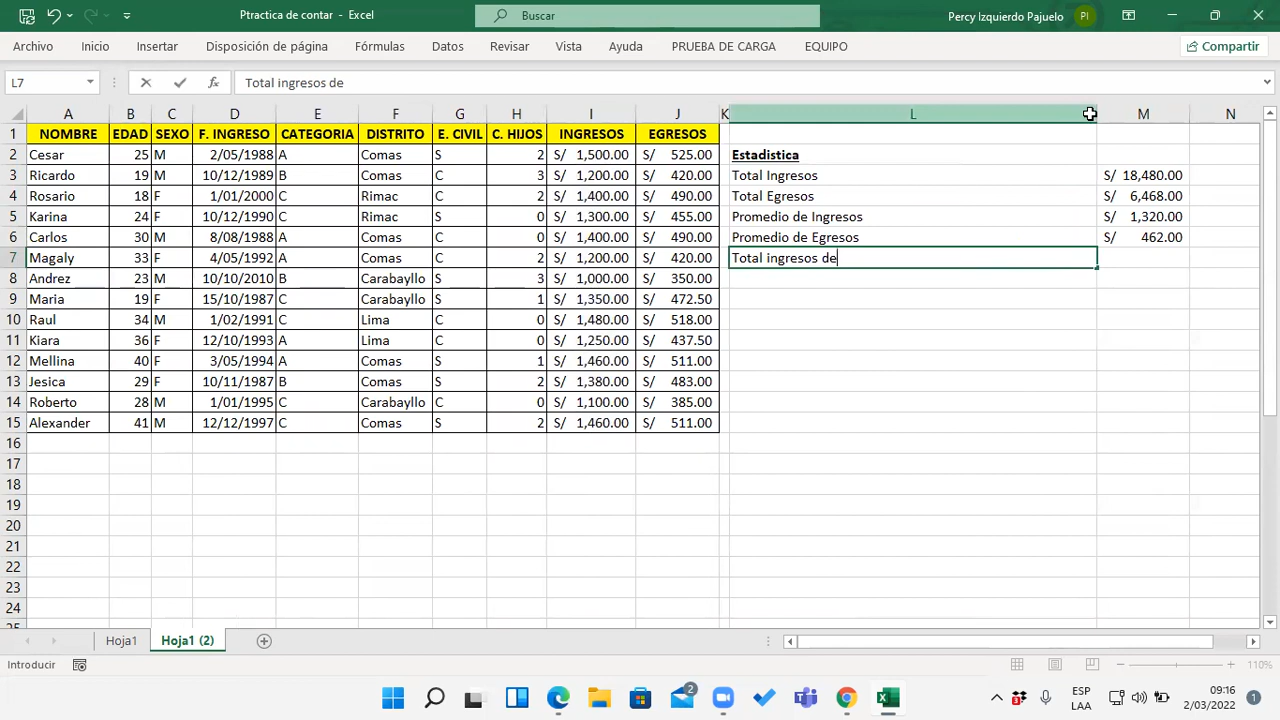 Ptractica de contar - Excel
Buscar
Percy Izquierdo Pajuelo PI
Archivo Inicio Insertar Disposición de página Fórmulas Datos Revisar Vista Ayuda PRUEBA DE CARGA EQUIPO Compartir
L7 fx Total ingresos de
A B C D E F G H I J K L M N
1 NOMBRE EDAD SEXO F. INGRESO CATEGORIA DISTRITO E. CIVIL C. HIJOS INGRESOS EGRESOS
2 Cesar 25 M 2/05/1988 A Comas S 2 S/ 1,500.00 S/ 525.00 Estadistica
3 Ricardo 19 M 10/12/1989 B Comas C 3 S/ 1,200.00 S/ 420.00 Total Ingresos S/ 18,480.00
4 Rosario 18 F 1/01/2000 C Rimac C 2 S/ 1,400.00 S/ 490.00 Total Egresos S/ 6,468.00
5 Karina 24 F 10/12/1990 C Rimac S 0 S/ 1,300.00 S/ 455.00 Promedio de Ingresos S/ 1,320.00
6 Carlos 30 M 8/08/1988 A Comas C 0 S/ 1,400.00 S/ 490.00 Promedio de Egresos S/ 462.00
7 Magaly 33 F 4/05/1992 A Comas C 2 S/ 1,200.00 S/ 420.00 Total ingresos de
8 Andrez 23 M 10/10/2010 B Carabayllo S 3 S/ 1,000.00 S/ 350.00
9 Maria 19 F 15/10/1987 C Carabayllo S 1 S/ 1,350.00 S/ 472.50
10 Raul 34 M 1/02/1991 C Lima C 0 S/ 1,480.00 S/ 518.00
11 Kiara 36 F 12/10/1993 A Lima C 0 S/ 1,250.00 S/ 437.50
12 Mellina 40 F 3/05/1994 A Comas S 1 S/ 1,460.00 S/ 511.00
13 Jesica 29 F 10/11/1987 B Comas S 2 S/ 1,380.00 S/ 483.00
14 Roberto 28 M 1/01/1995 C Carabayllo C 0 S/ 1,100.00 S/ 385.00
15 Alexander 41 M 12/12/1997 C Comas S 2 S/ 1,460.00 S/ 511.00
16
17
18
19
20
21
22
23
24
25
Hoja1 Hoja1 (2)
Introducir 110%
2 ESP LAA 09:16 2/03/2022 1